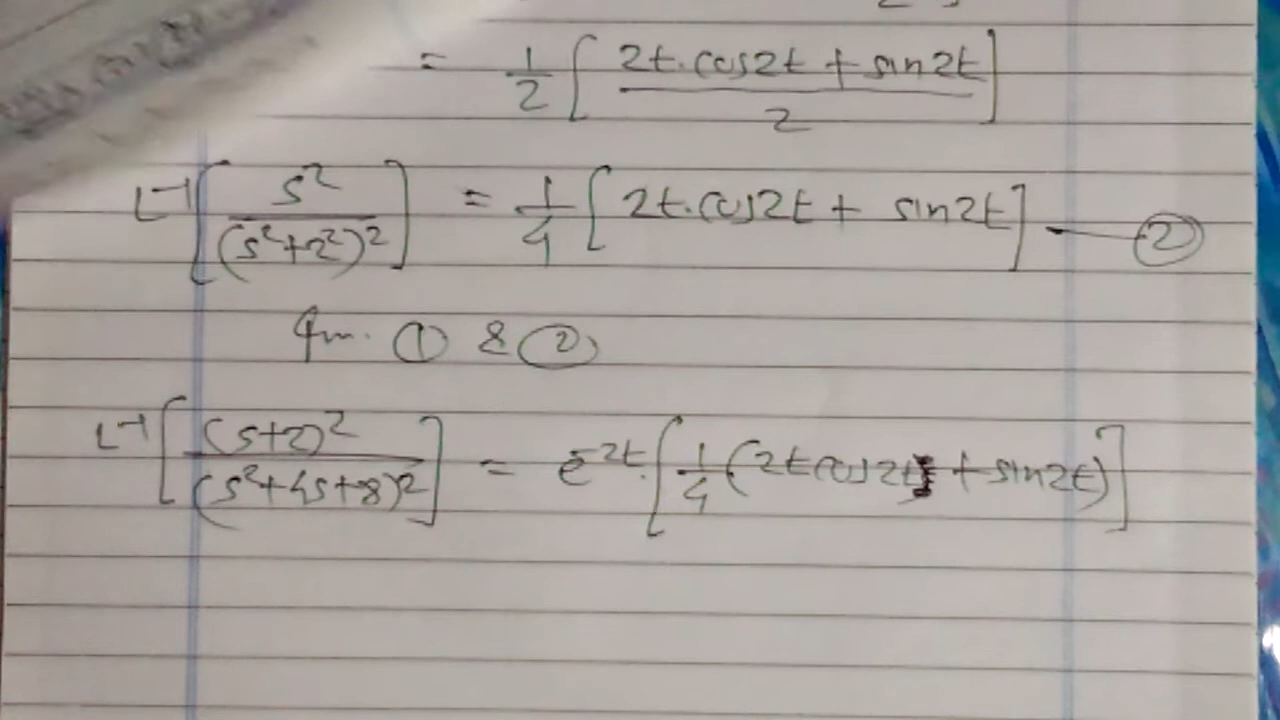 = 1/2 [ (2t.cos2t + sin2t)/2 ]
L⁻¹[ s²/(s²+2²)² ] = 1/4 [ 2t.cos2t + sin2t ] — ②
fm. ① & ②
L⁻¹[ (s+2)²/(s²+4s+8)² ] = e⁻²ᵗ.[ 1/4 (2t cos2t + sin2t) ]